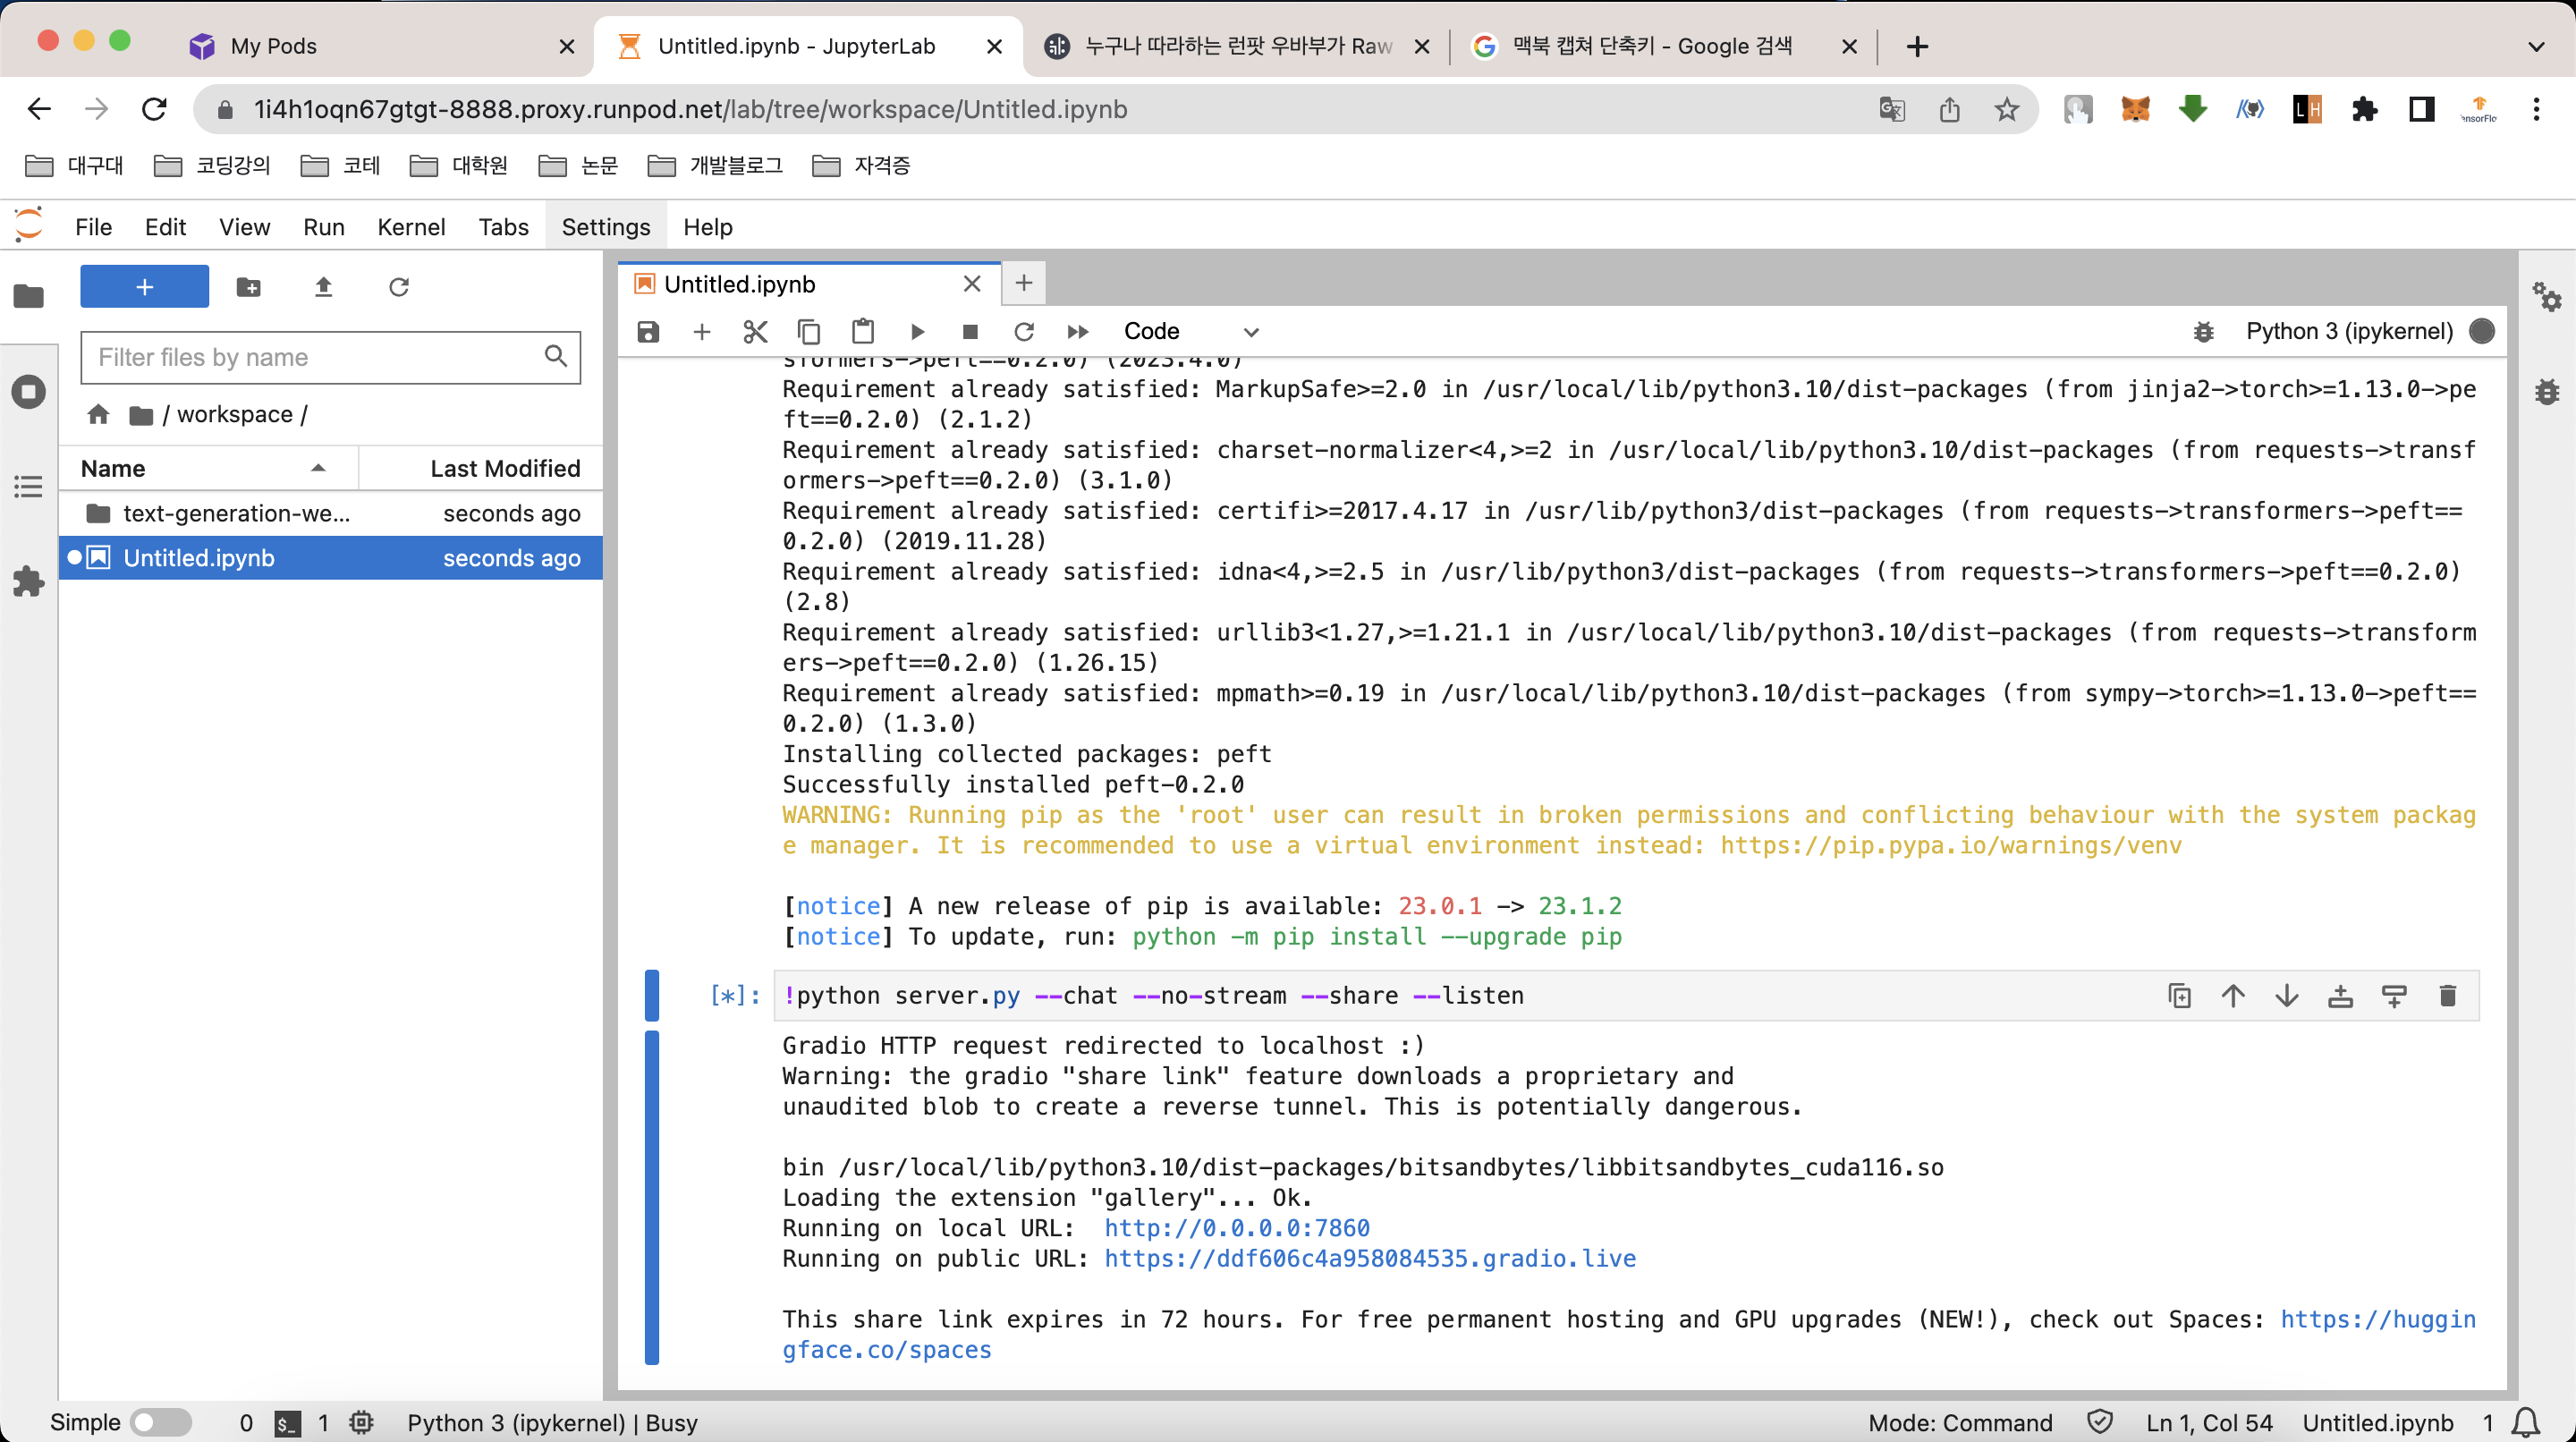 My Pods
Untitled.ipynb - JupyterLab
누구나 따라하는 런팟 우바부가 Raw
맥북 캡쳐 단축키 - Google 검색
1i4h1oqn67gtgt-8888.proxy.runpod.net/lab/tree/workspace/Untitled.ipynb
LH
대구대
코딩강의
코테
대학원
논문
개발블로그
자격증
File Edit View Run Kernel Tabs Settings Help
+
Untitled.ipynb
Filter files by name
Code
Python 3 (ipykernel)
/ workspace /
Name Last Modified
text-generation-we... seconds ago
Untitled.ipynb seconds ago
sformers->peft==0.2.0) (2023.4.0)
Requirement already satisfied: MarkupSafe>=2.0 in /usr/local/lib/python3.10/dist-packages (from jinja2->torch>=1.13.0->pe
ft==0.2.0) (2.1.2)
Requirement already satisfied: charset-normalizer<4,>=2 in /usr/local/lib/python3.10/dist-packages (from requests->transf
ormers->peft==0.2.0) (3.1.0)
Requirement already satisfied: certifi>=2017.4.17 in /usr/lib/python3/dist-packages (from requests->transformers->peft==
0.2.0) (2019.11.28)
Requirement already satisfied: idna<4,>=2.5 in /usr/lib/python3/dist-packages (from requests->transformers->peft==0.2.0)
(2.8)
Requirement already satisfied: urllib3<1.27,>=1.21.1 in /usr/local/lib/python3.10/dist-packages (from requests->transform
ers->peft==0.2.0) (1.26.15)
Requirement already satisfied: mpmath>=0.19 in /usr/local/lib/python3.10/dist-packages (from sympy->torch>=1.13.0->peft==
0.2.0) (1.3.0)
Installing collected packages: peft
Successfully installed peft-0.2.0
WARNING: Running pip as the 'root' user can result in broken permissions and conflicting behaviour with the system packag
e manager. It is recommended to use a virtual environment instead: https://pip.pypa.io/warnings/venv
[notice] A new release of pip is available: 23.0.1 -> 23.1.2
[notice] To update, run: python -m pip install --upgrade pip
[*]: !python server.py --chat --no-stream --share --listen
Gradio HTTP request redirected to localhost :)
Warning: the gradio "share link" feature downloads a proprietary and
unaudited blob to create a reverse tunnel. This is potentially dangerous.
bin /usr/local/lib/python3.10/dist-packages/bitsandbytes/libbitsandbytes_cuda116.so
Loading the extension "gallery"... Ok.
Running on local URL:  http://0.0.0.0:7860
Running on public URL: https://ddf606c4a958084535.gradio.live
This share link expires in 72 hours. For free permanent hosting and GPU upgrades (NEW!), check out Spaces: https://huggin
gface.co/spaces
Simple 0 $_ 1 Python 3 (ipykernel) | Busy Mode: Command Ln 1, Col 54 Untitled.ipynb 1